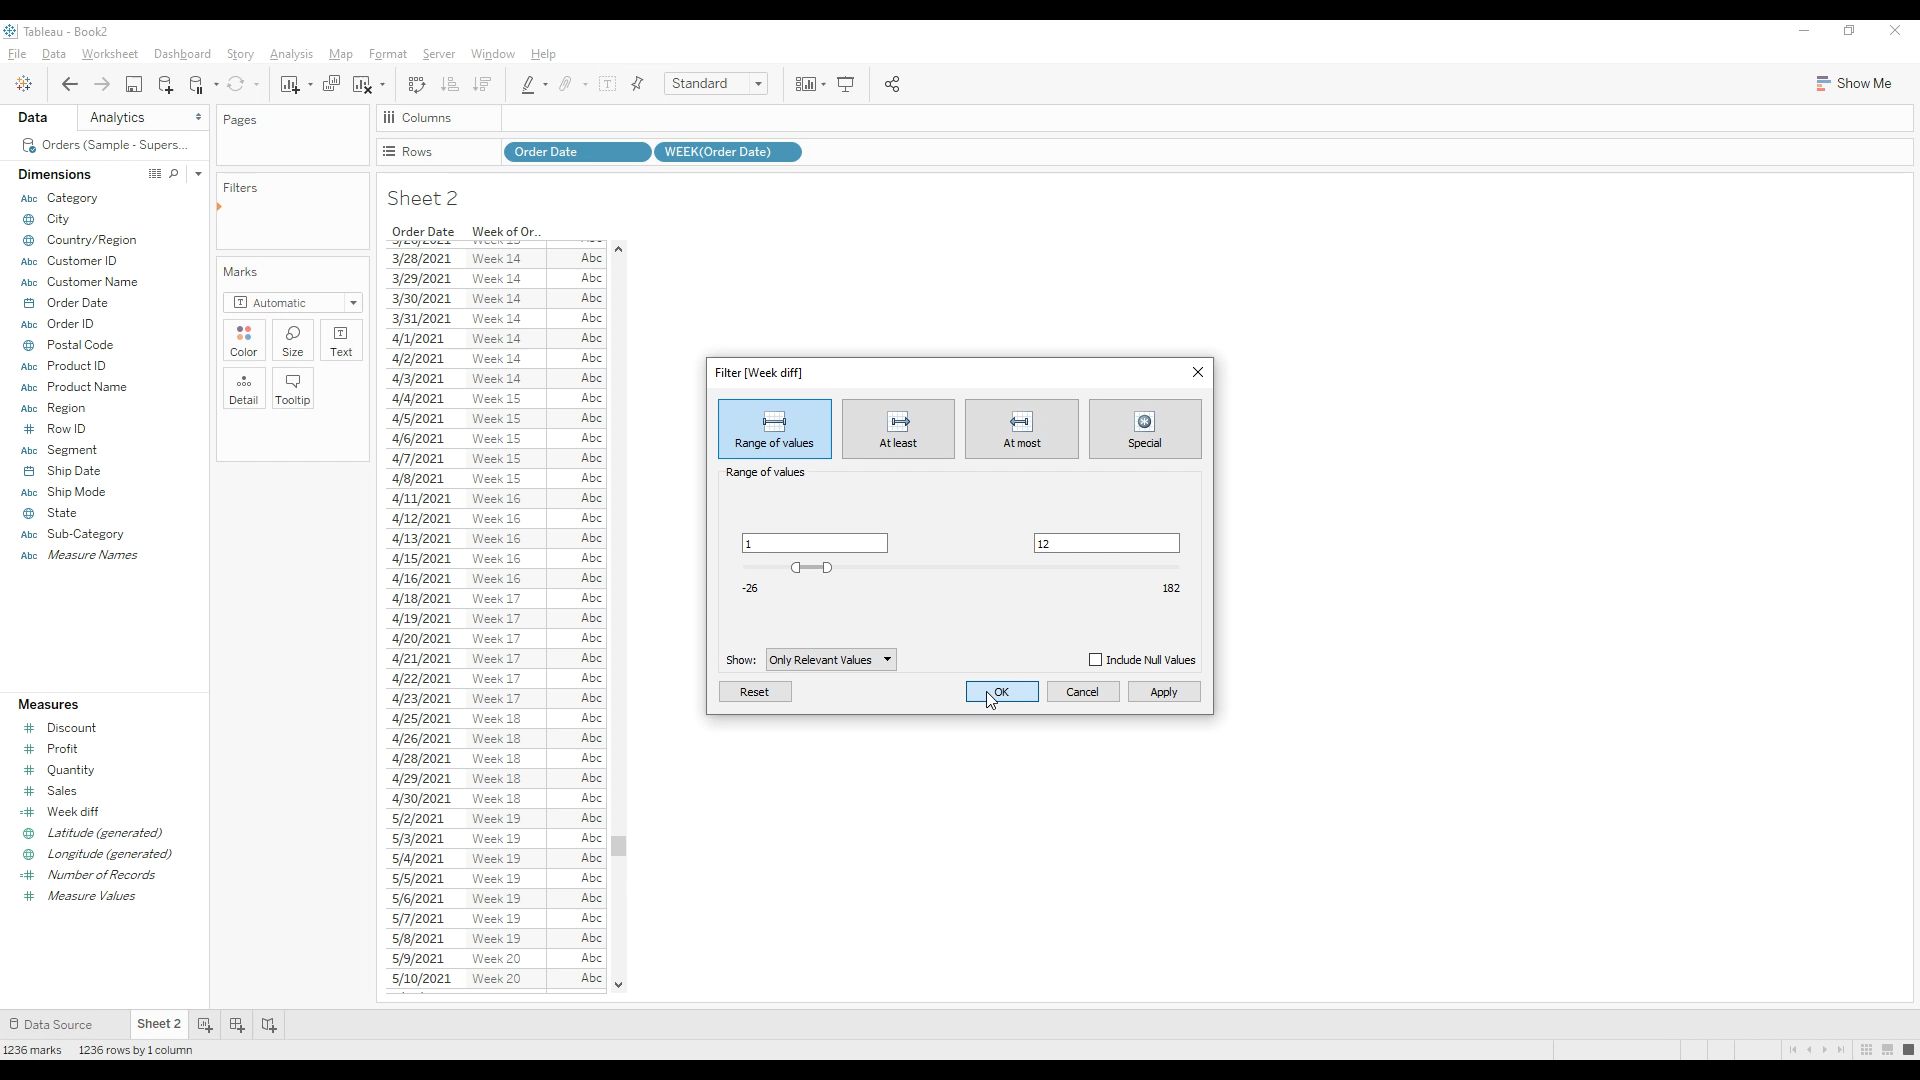 Tableau - Book2
File Data Worksheet Dashboard Story Analysis Map Format Server Window Help
Standard
Show Me
Data Analytics
Orders (Sample - Supers...
Dimensions
Abc Category
City
Country/Region
Abc Customer ID
Abc Customer Name
Order Date
Abc Order ID
Postal Code
Abc Product ID
Abc Product Name
Abc Region
# Row ID
Abc Segment
Ship Date
Abc Ship Mode
State
Abc Sub-Category
Abc Measure Names
Measures
# Discount
# Profit
# Quantity
# Sales
=# Week diff
Latitude (generated)
Longitude (generated)
=# Number of Records
# Measure Values
Pages
Filters
Marks
Automatic
Color Size Text
Detail Tooltip
Columns
Rows Order Date WEEK(Order Date)
Sheet 2
Order Date Week of Or..
3/28/2021 Week 14 Abc
3/29/2021 Week 14 Abc
3/30/2021 Week 14 Abc
3/31/2021 Week 14 Abc
4/1/2021 Week 14 Abc
4/2/2021 Week 14 Abc
4/3/2021 Week 14 Abc
4/4/2021 Week 15 Abc
4/5/2021 Week 15 Abc
4/6/2021 Week 15 Abc
4/7/2021 Week 15 Abc
4/8/2021 Week 15 Abc
4/11/2021 Week 16 Abc
4/12/2021 Week 16 Abc
4/13/2021 Week 16 Abc
4/15/2021 Week 16 Abc
4/16/2021 Week 16 Abc
4/18/2021 Week 17 Abc
4/19/2021 Week 17 Abc
4/20/2021 Week 17 Abc
4/21/2021 Week 17 Abc
4/22/2021 Week 17 Abc
4/23/2021 Week 17 Abc
4/25/2021 Week 18 Abc
4/26/2021 Week 18 Abc
4/28/2021 Week 18 Abc
4/29/2021 Week 18 Abc
4/30/2021 Week 18 Abc
5/2/2021 Week 19 Abc
5/3/2021 Week 19 Abc
5/4/2021 Week 19 Abc
5/5/2021 Week 19 Abc
5/6/2021 Week 19 Abc
5/7/2021 Week 19 Abc
5/8/2021 Week 19 Abc
5/9/2021 Week 20 Abc
5/10/2021 Week 20 Abc
Filter [Week diff]
Range of values At least At most Special
Range of values
1 12
-26 182
Show: Only Relevant Values Include Null Values
Reset OK Cancel Apply
Data Source Sheet 2
1236 marks 1236 rows by 1 column